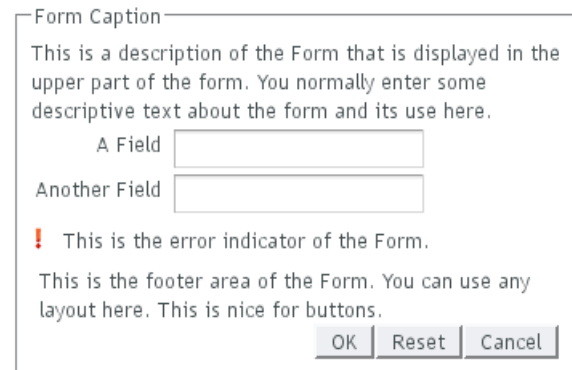 Form Caption
This is a description of the Form that is displayed in the
upper part of the form. You normally enter some
descriptive text about the form and its use here.
A Field
Another Field
! This is the error indicator of the Form.
This is the footer area of the Form. You can use any
layout here. This is nice for buttons.
OK Reset Cancel